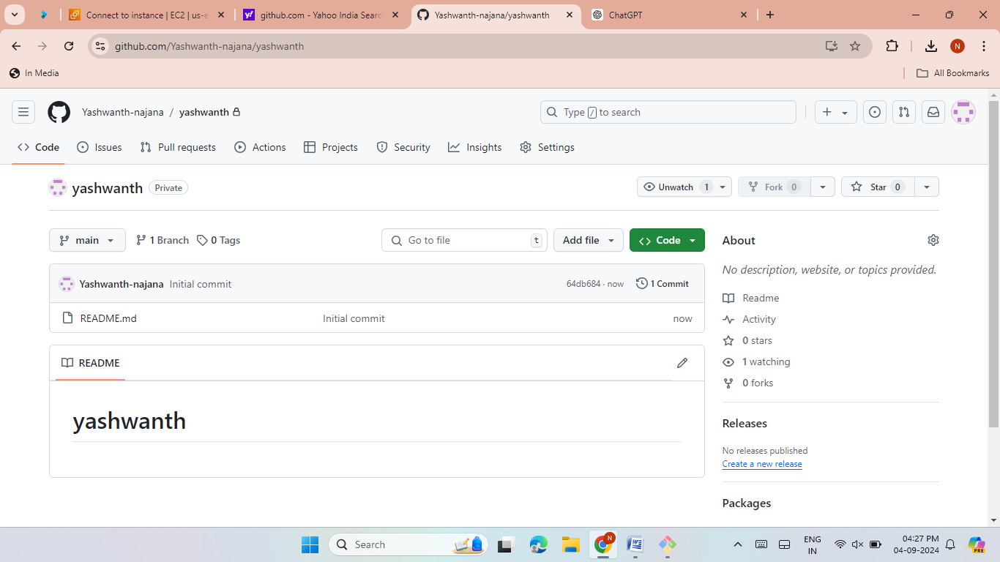 Connect to instance | EC2 | us-e
github.com - Yahoo India Searc
Yashwanth-najana/yashwanth
ChatGPT
github.com/Yashwanth-najana/yashwanth
N
In Media
All Bookmarks
Yashwanth-najana / yashwanth
Type / to search
Code
Issues
Pull requests
Actions
Projects
Security
Insights
Settings
yashwanth Private
Unwatch 1
Fork 0
Star 0
main
1 Branch
0 Tags
Go to file t
Add file
Code
Yashwanth-najana Initial commit
64db684 · now
1 Commit
README.md
Initial commit
now
README
yashwanth
About
No description, website, or topics provided.
Readme
Activity
0 stars
1 watching
0 forks
Releases
No releases published
Create a new release
Packages
Search
N
ENG
IN
04:27 PM
04-09-2024
PRE